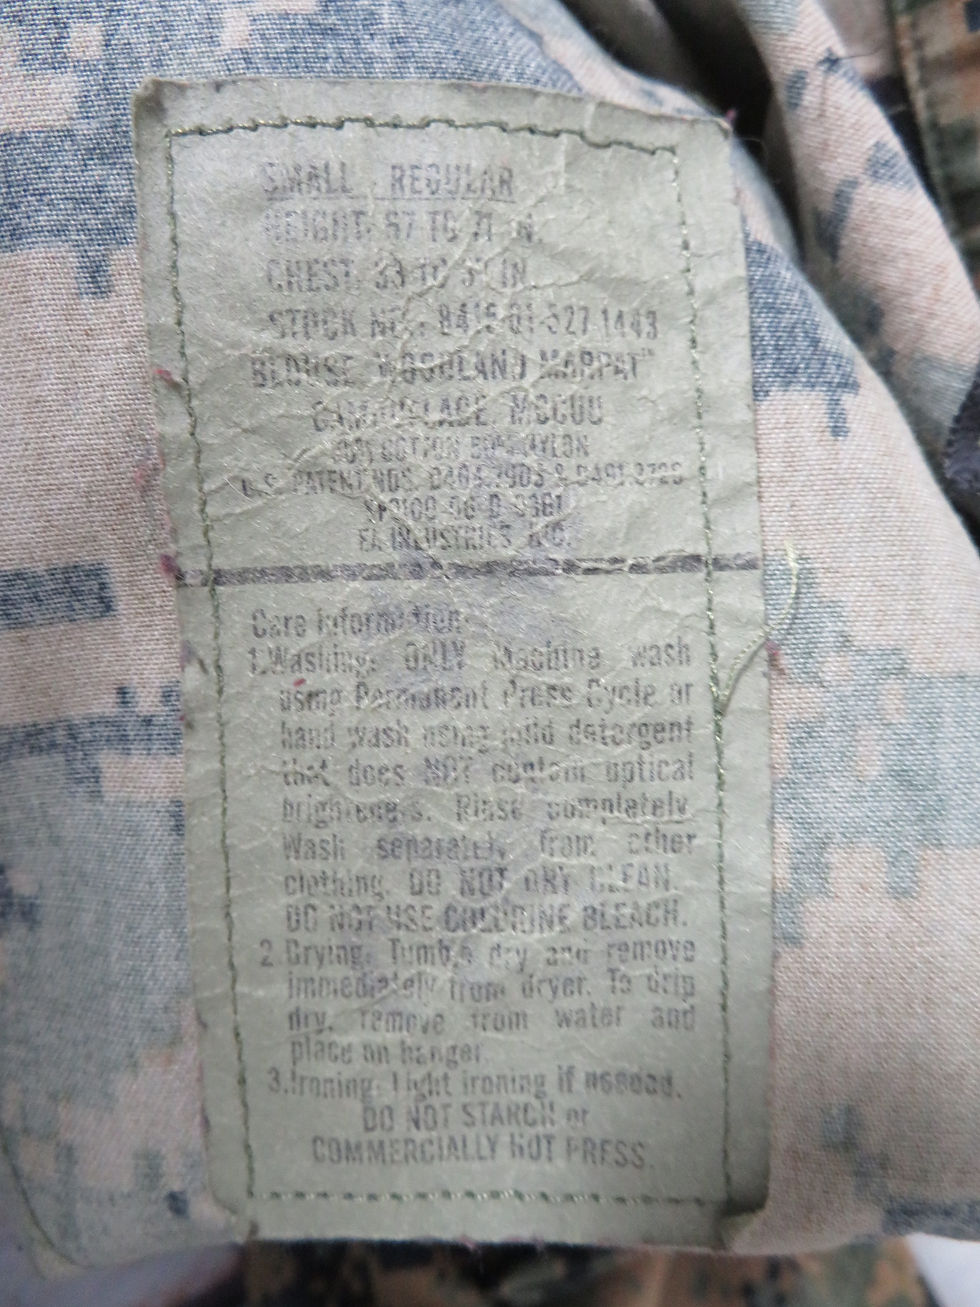 SMALL REGULAR
HEIGHT: 67 TO 71 IN.
CHEST: 33 TO IN.
STOCK NO.: 8415-01-527-1443
BLOUSE, WOODLAND MARPAT™
CAMOUFLAGE, MCCUU
50% COTTON 50% NYLON
U.S. PATENT NOS. &
EA INDUSTRIES, INC.
Care Information:
1.Washing: ONLY Machine wash
using Permanent Press Cycle or
hand wash using mild detergent
that does NOT contain optical
brighteners. Rinse completely.
Wash separately from other
clothing. DO NOT DRY CLEAN.
DO NOT USE CHLORINE BLEACH.
2.Drying: Tumble dry and remove
immediately from dryer. To drip
dry, remove from water and
place on hanger.
3.Ironing: Light ironing if needed.
DO NOT STARCH or
COMMERCIALLY HOT PRESS.